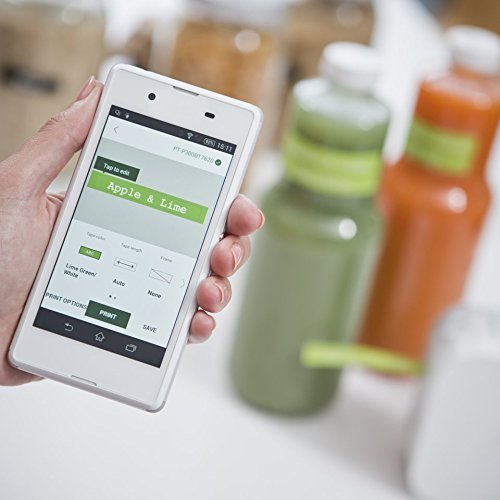 15:11
PT-P300BT7620
Tap to edit
Apple & Lime
Tape color
Tape length
Frame
ABC
Lime Green/
White
Auto
None
PRINT OPTIONS
PRINT
SAVE